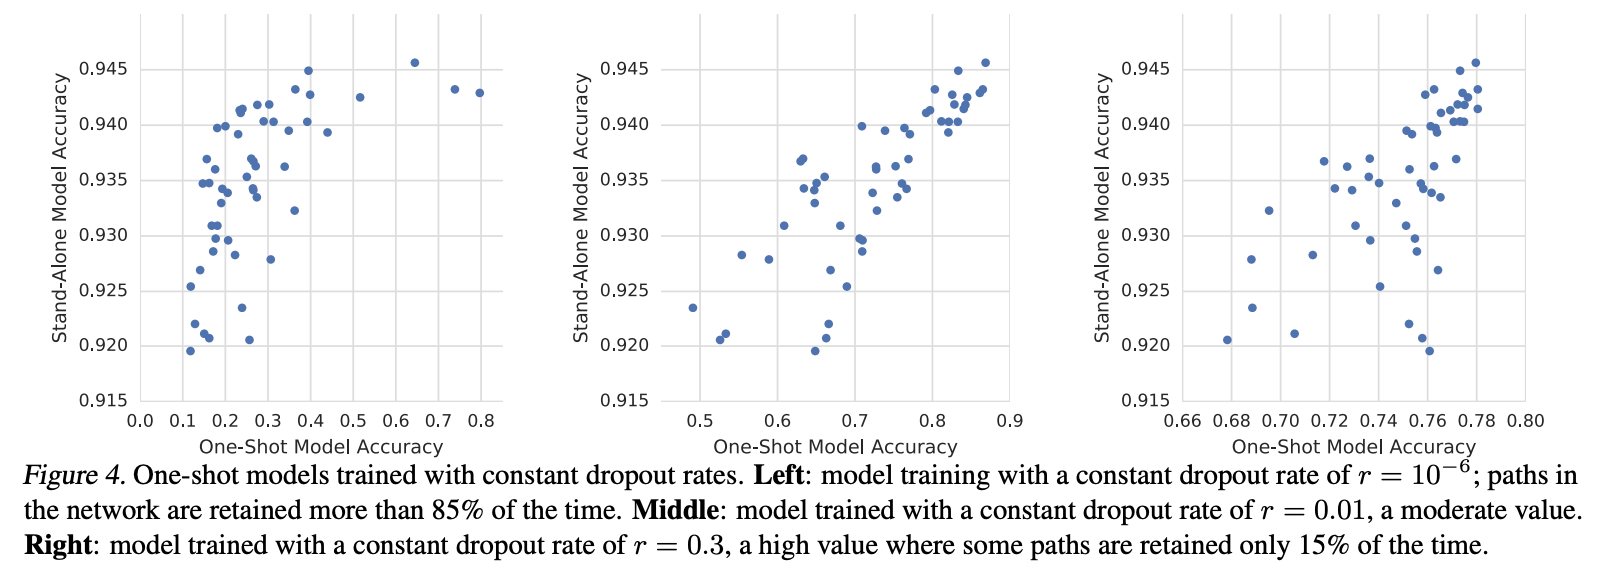 0.945
0.940
0.935
0.930
0.925
0.920
0.915
Stand-Alone Model Accuracy
0.0 0.1 0.2 0.3 0.4 0.5 0.6 0.7 0.8
One-Shot Model Accuracy
0.945
0.940
0.935
0.930
0.925
0.920
0.915
Stand-Alone Model Accuracy
0.5 0.6 0.7 0.8 0.9
One-Shot Model Accuracy
0.945
0.940
0.935
0.930
0.925
0.920
0.915
Stand-Alone Model Accuracy
0.66 0.68 0.70 0.72 0.74 0.76 0.78 0.80
One-Shot Model Accuracy
Figure 4. One-shot models trained with constant dropout rates. Left: model training with a constant dropout rate of r = 10⁻⁶; paths in
the network are retained more than 85% of the time. Middle: model trained with a constant dropout rate of r = 0.01, a moderate value.
Right: model trained with a constant dropout rate of r = 0.3, a high value where some paths are retained only 15% of the time.